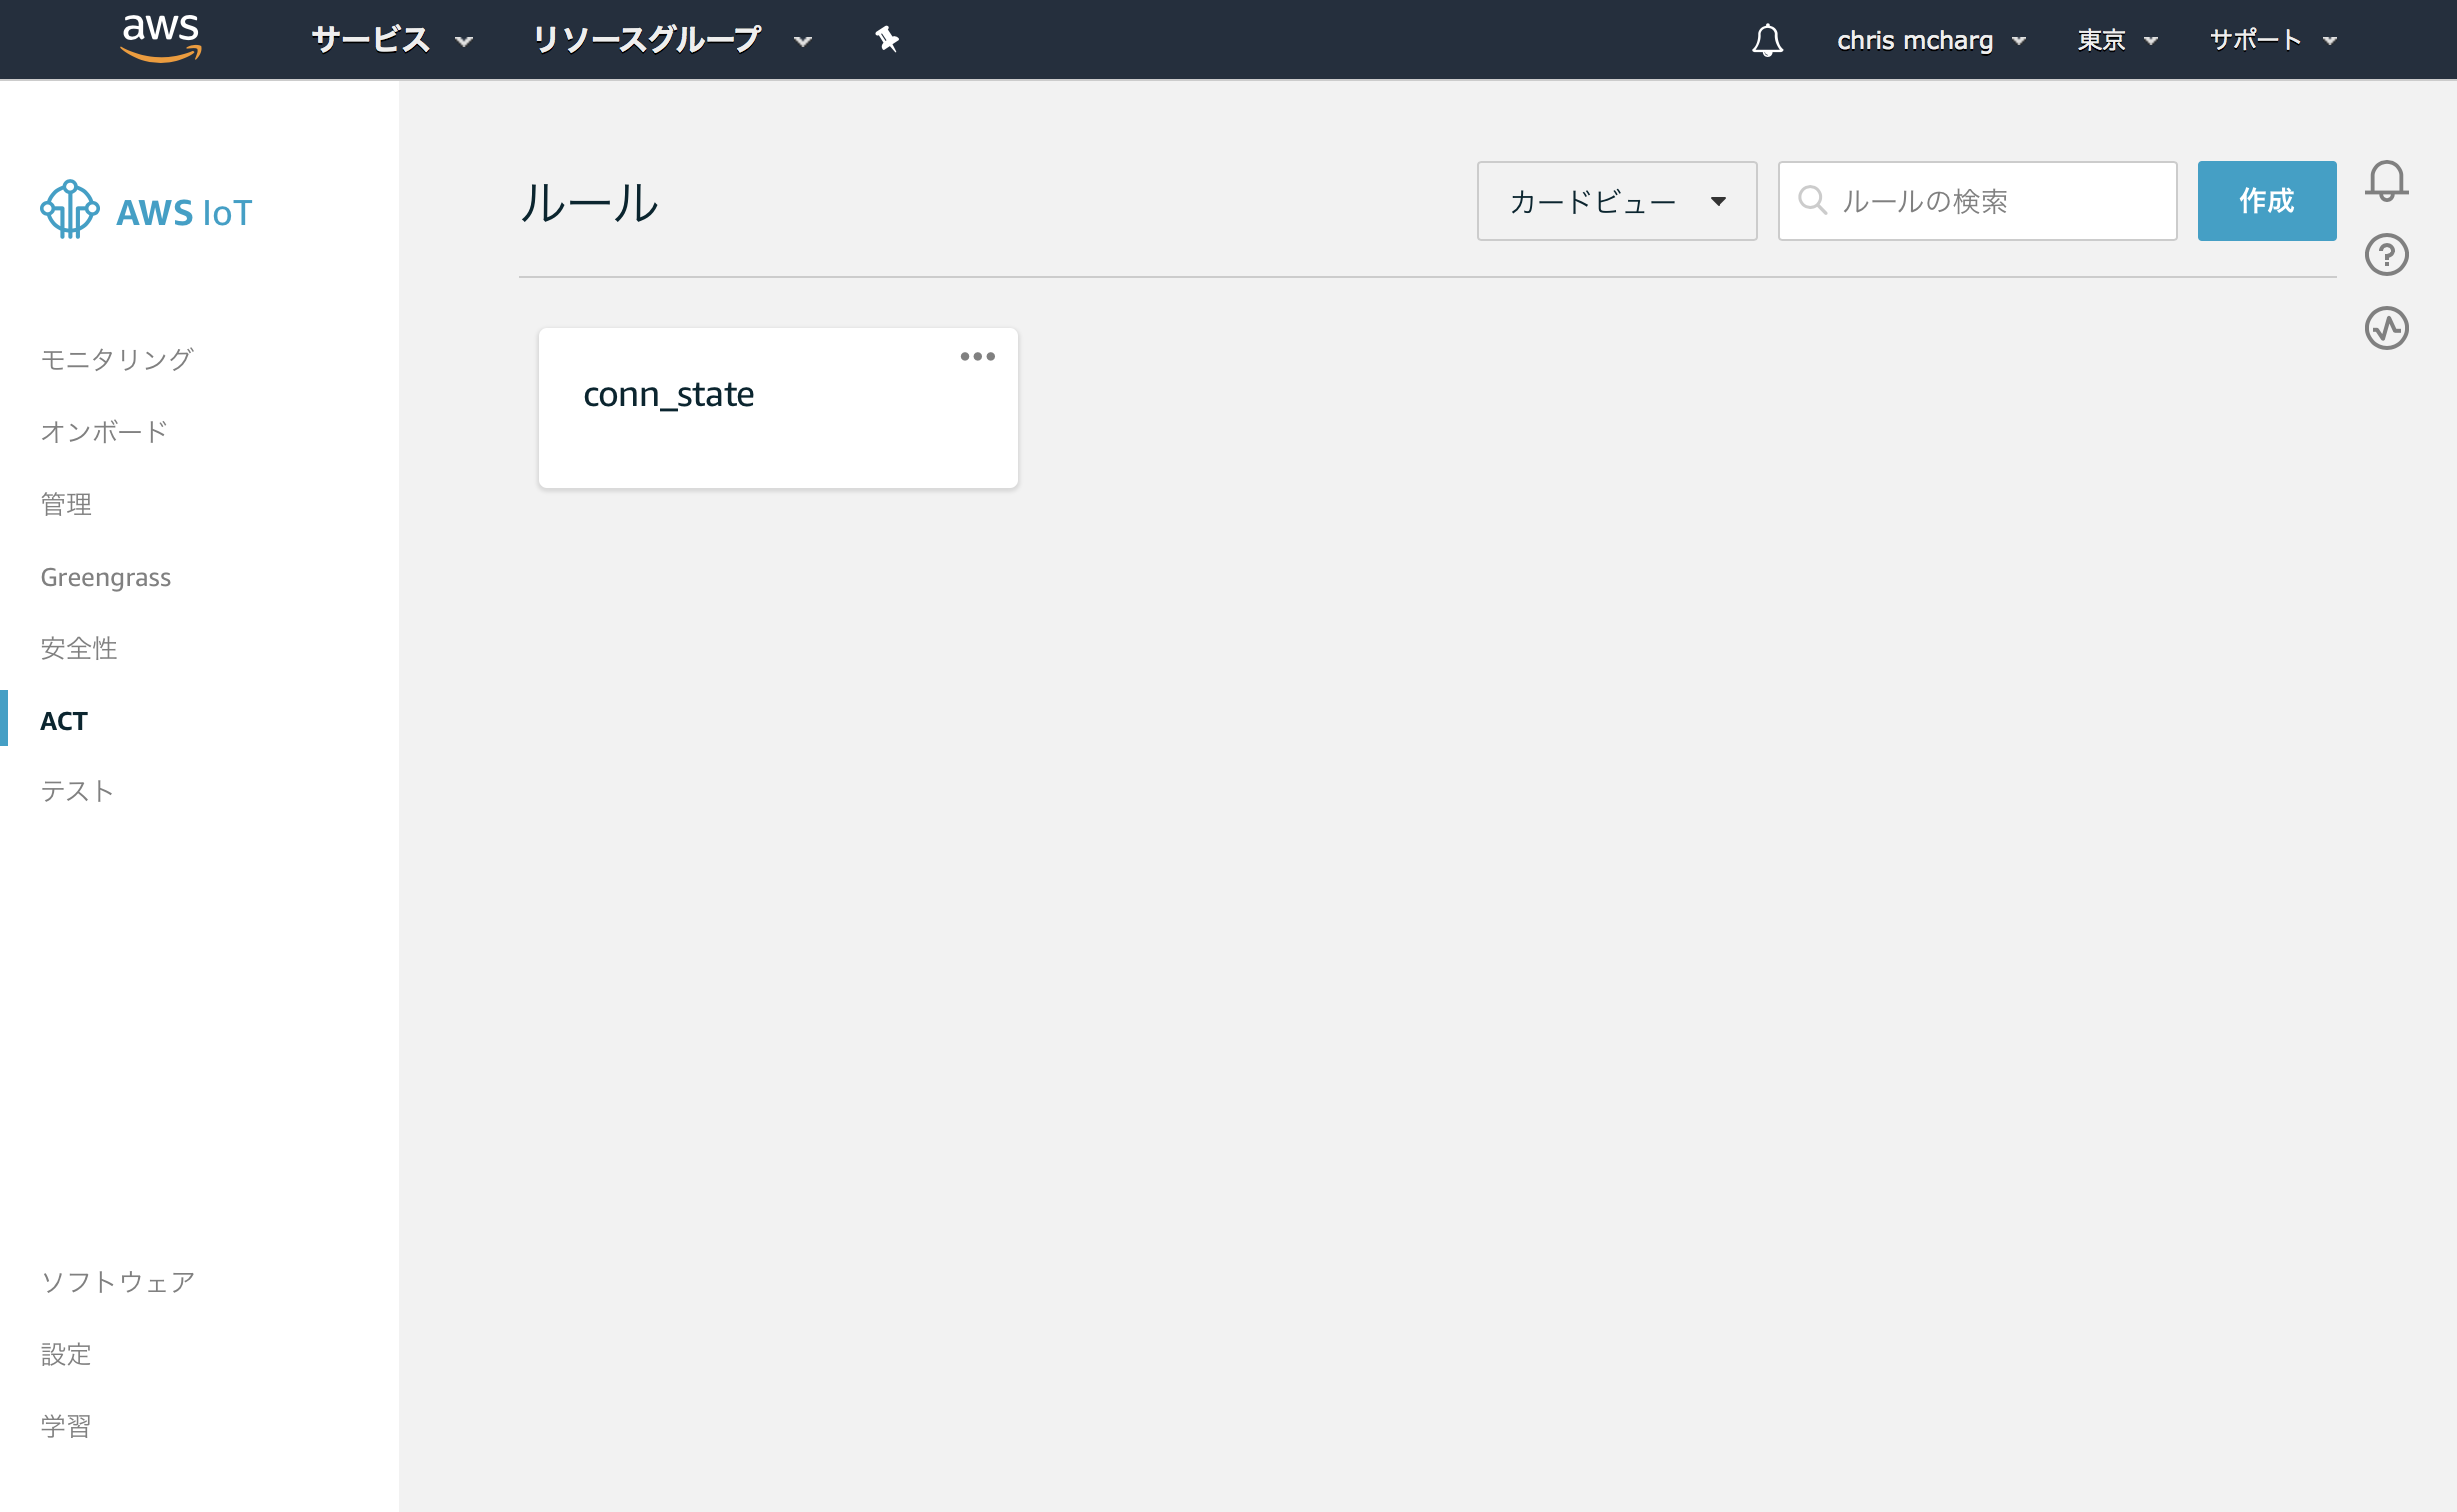 aws サービス リソースグループ chris mcharg 東京 サポート
AWS IoT
モニタリング
オンボード
管理
Greengrass
安全性
ACT
テスト
ソフトウェア
設定
学習
ルール カードビュー ルールの検索 作成
conn_state